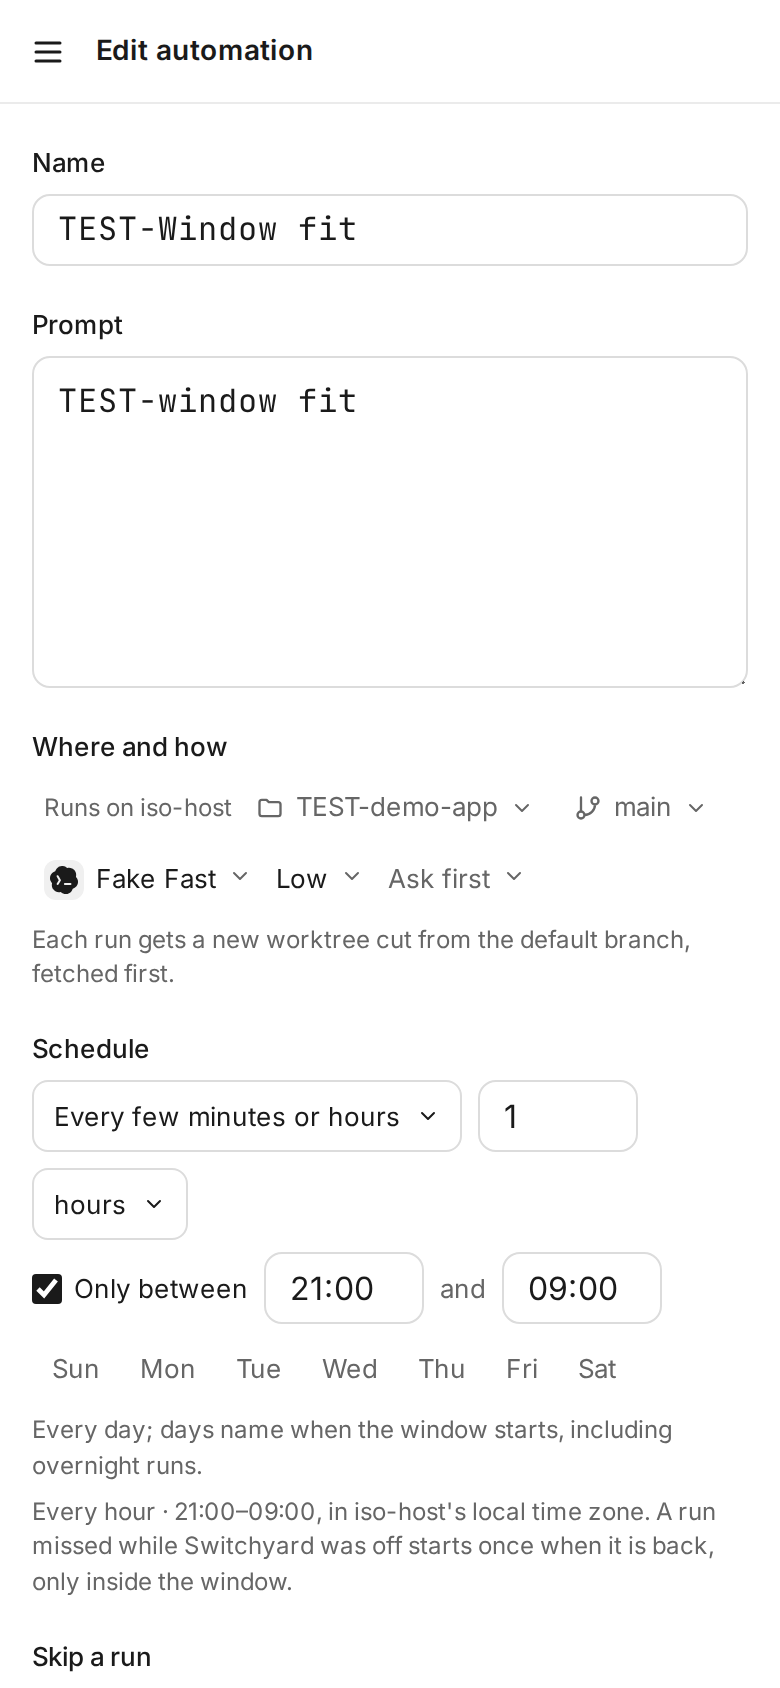 Edit automation
Name
TEST-Window fit
Prompt
TEST-window fit
Where and how
Runs on iso-host TEST-demo-app main
Fake Fast Low Ask first
Each run gets a new worktree cut from the default branch,
fetched first.
Schedule
Every few minutes or hours 1
hours
Only between 21:00 and 09:00
Sun Mon Tue Wed Thu Fri Sat
Every day; days name when the window starts, including
overnight runs.
Every hour · 21:00–09:00, in iso-host's local time zone. A run
missed while Switchyard was off starts once when it is back,
only inside the window.
Skip a run